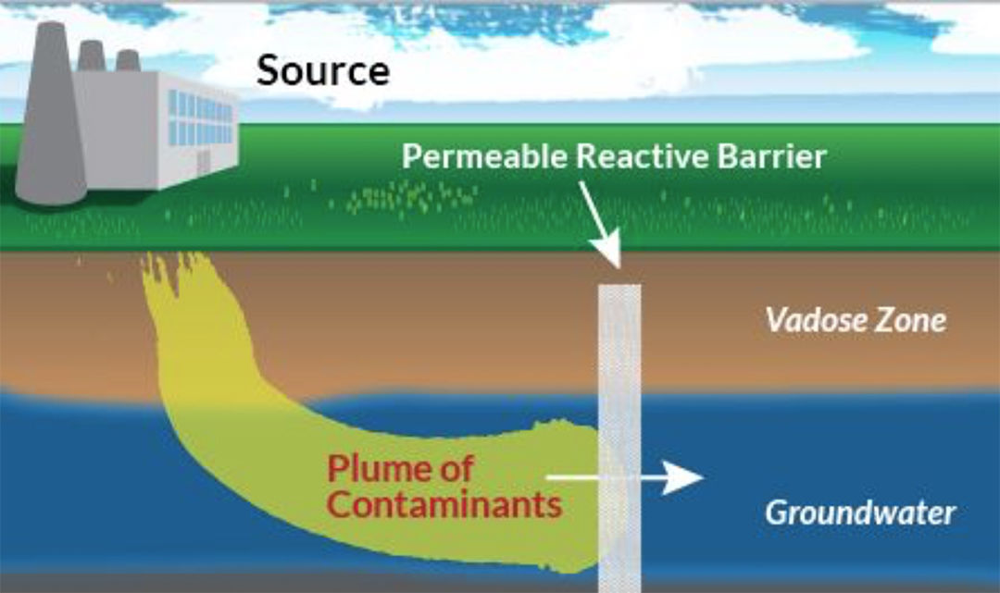 Source
Permeable Reactive Barrier
Vadose Zone
Plume of
Contaminants
Groundwater